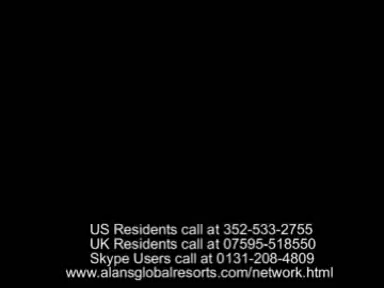 US Residents call at 352-533-2755
UK Residents call at 07595-518550
Skype Users call at 0131-208-4809
www.alansglobalresorts.com/network.html